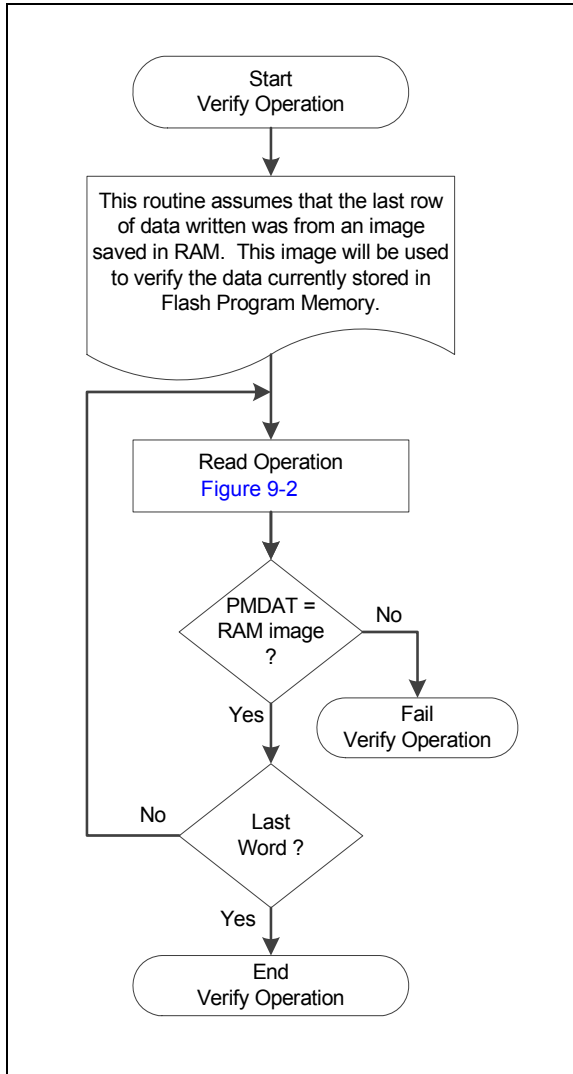 Start
Verify Operation
This routine assumes that the last row
of data written was from an image
saved in RAM.  This image will be used
to verify the data currently stored in
Flash Program Memory.
Read Operation
Figure 9-2
PMDAT =
RAM image
?
No
Yes
Fail
Verify Operation
No
Last
Word ?
Yes
End
Verify Operation